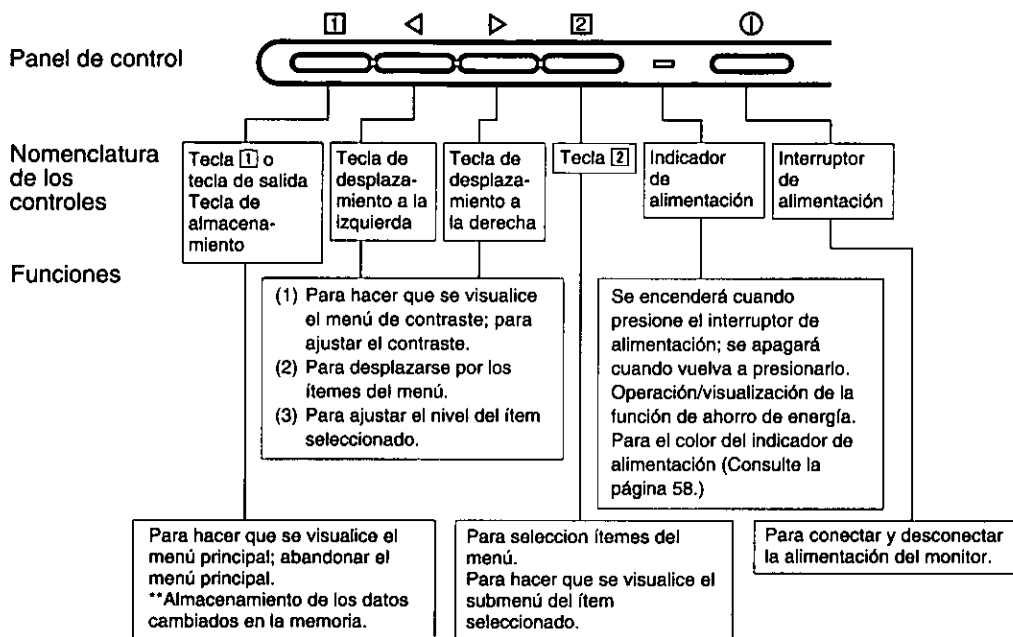 1 2
Panel de control
Nomenclatura
de los
controles
Tecla 1 o
tecla de salida
Tecla de
almacena-
miento
Tecla de
desplaza-
miento a la
izquierda
Tecla de
desplaza-
miento a
la derecha
Tecla 2
Indicador
de
alimentación
Interruptor
de
alimentación
Funciones
(1) Para hacer que se visualice
el menú de contraste; para
ajustar el contraste.
(2) Para desplazarse por los
ítemes del menú.
(3) Para ajustar el nivel del ítem
seleccionado.
Se encenderá cuando
presione el interruptor de
alimentación; se apagará
cuando vuelva a presionarlo.
Operación/visualización de la
función de ahorro de energía.
Para el color del indicador de
alimentación (Consulte la
página 58.)
Para hacer que se visualice el
menú principal; abandonar el
menú principal.
**Almacenamiento de los datos
cambiados en la memoria.
Para seleccion ítemes del
menú.
Para hacer que se visualice el
submenú del ítem
seleccionado.
Para conectar y desconectar
la alimentación del monitor.